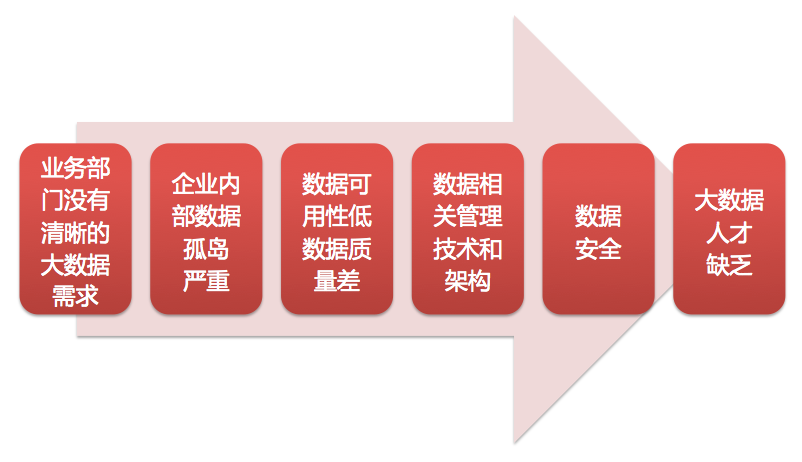 业务部
门没有
清晰的
大数据
需求
企业内
部数据
孤岛
严重
数据可
用性低
数据质
量差
数据相
关管理
技术和
架构
数据
安全
大数据
人才
缺乏